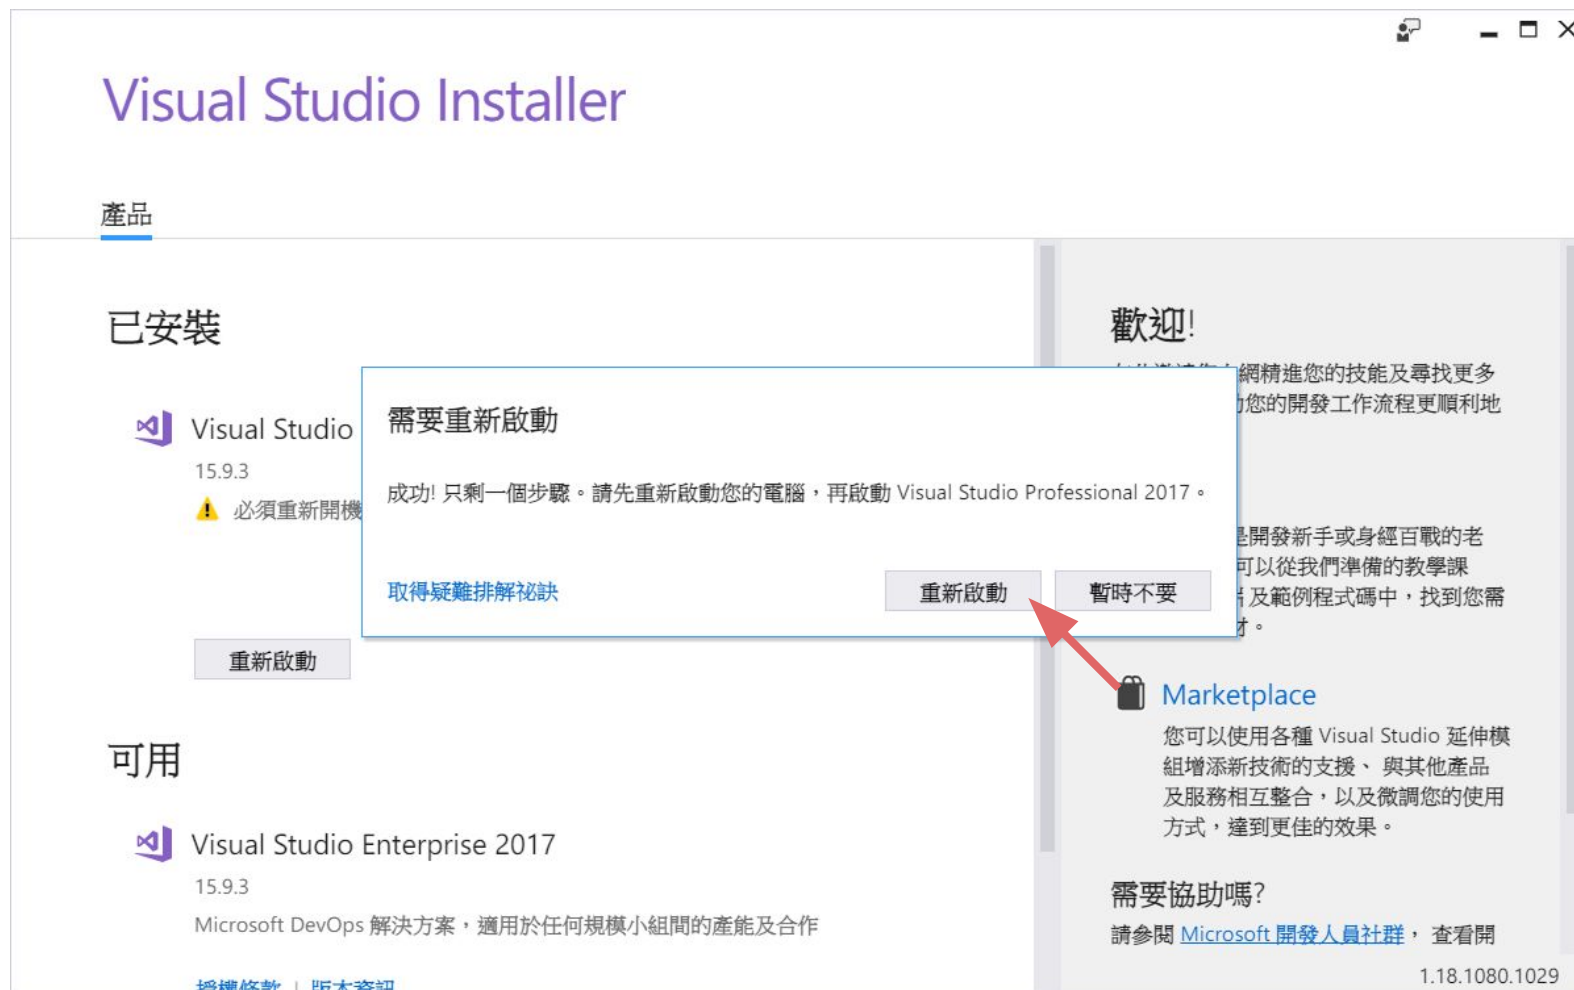 Visual Studio Installer
產品
已安裝
Visual Studio
15.9.3
必須重新開機
重新啟動
需要重新啟動
成功! 只剩一個步驟。請先重新啟動您的電腦，再啟動 Visual Studio Professional 2017。
取得疑難排解祕訣
重新啟動
暫時不要
可用
Visual Studio Enterprise 2017
15.9.3
Microsoft DevOps 解決方案，適用於任何規模小組間的產能及合作
授權條款 | 版本資訊
歡迎!
網精進您的技能及尋找更多
您的開發工作流程更順利地
是開發新手或身經百戰的老
可以從我們準備的教學課
及範例程式碼中，找到您需
。
Marketplace
您可以使用各種 Visual Studio 延伸模
組增添新技術的支援、 與其他產品
及服務相互整合，以及微調您的使用
方式，達到更佳的效果。
需要協助嗎?
請參閱 Microsoft 開發人員社群， 查看開
1.18.1080.1029